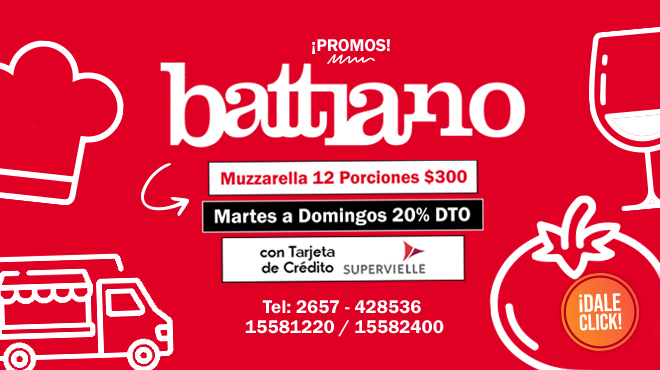 ¡PROMOS!
battiano
Muzzarella 12 Porciones $300
Martes a Domingos 20% DTO
con Tarjeta
de Crédito SUPERVIELLE
Tel: 2657 - 428536
15581220 / 15582400
¡DALE
CLICK!